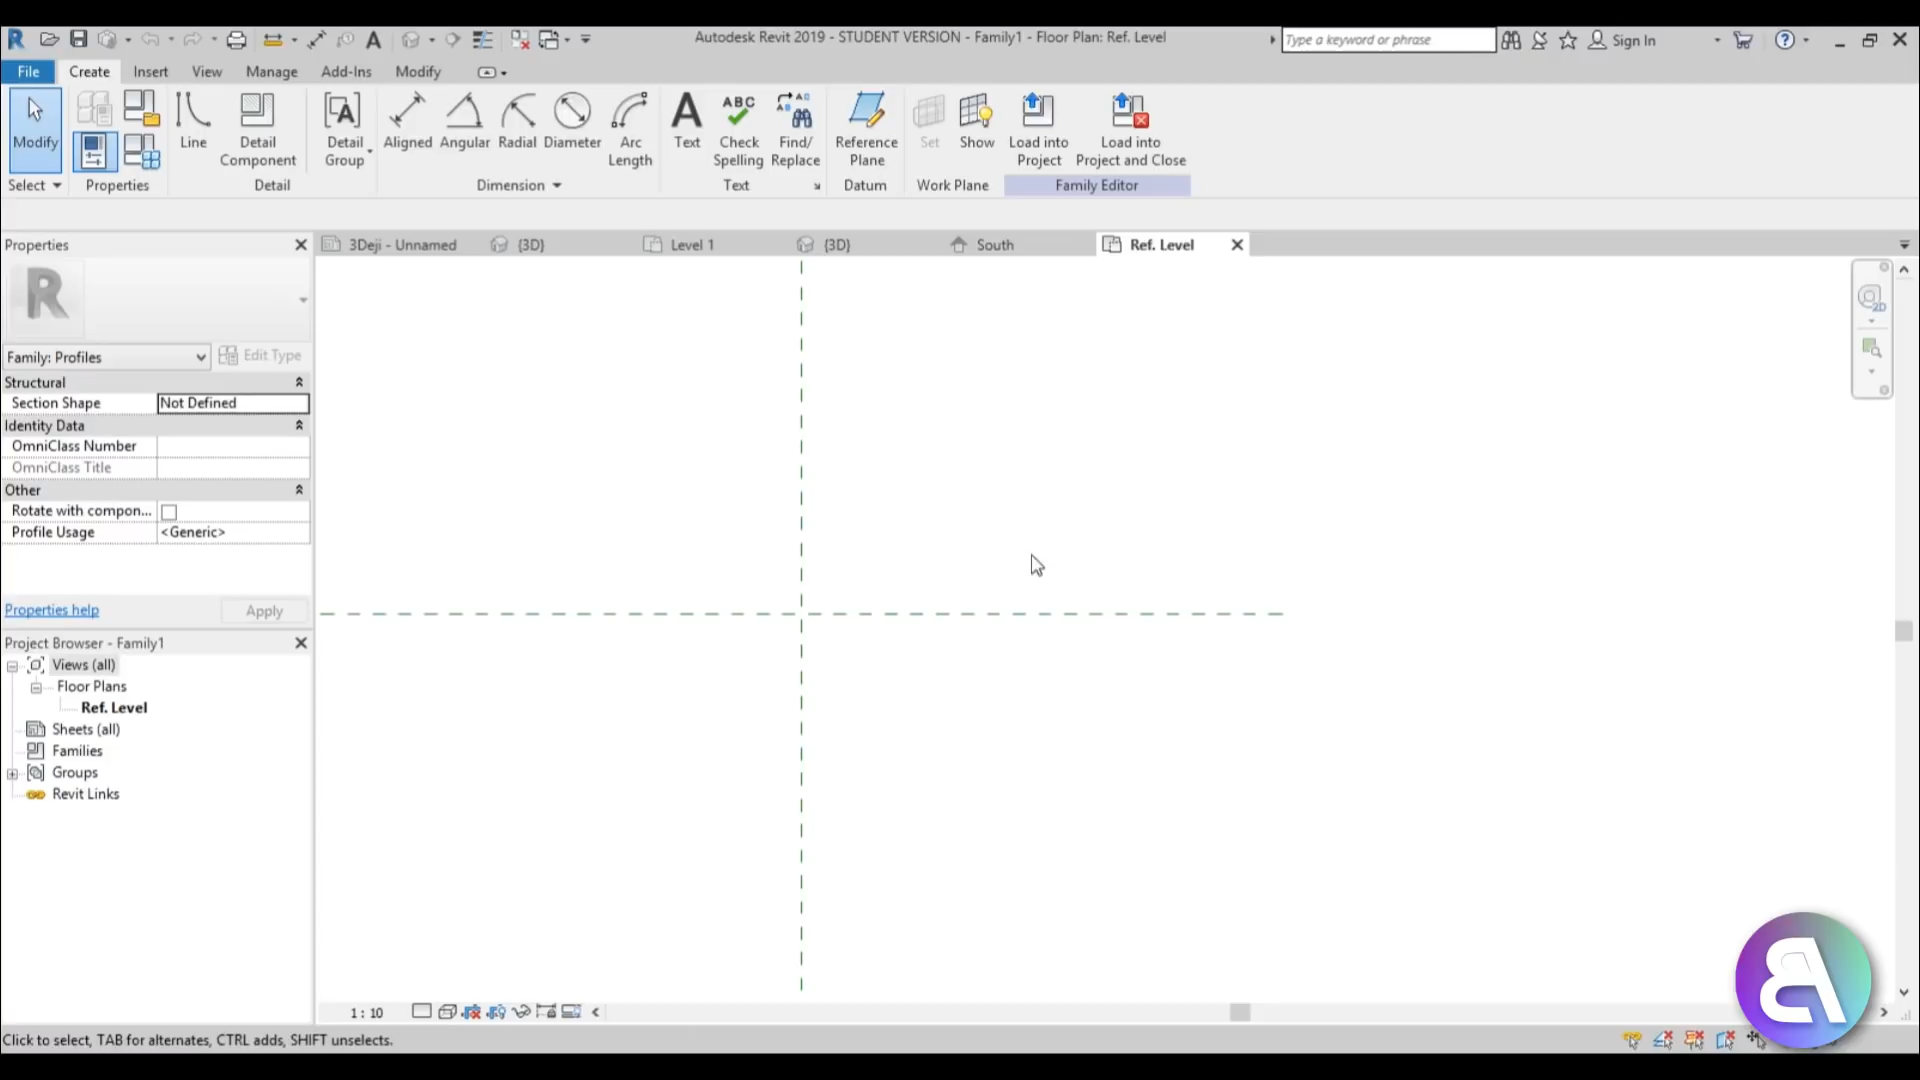 Autodesk Revit 2019 - STUDENT VERSION - Family1 - Floor Plan: Ref. Level
Type a keyword or phrase
Sign In
File Create Insert View Manage Add-Ins Modify
Modify
Line
Detail Component
Detail Group
Aligned Angular Radial Diameter
Arc Length
Text
ABC Check Spelling
Find/ Replace
Reference Plane
Set
Show
Load into Project
Load into Project and Close
Select Properties Detail Dimension Text Datum Work Plane Family Editor
Properties
3Deji - Unnamed {3D} Level 1 {3D} South Ref. Level
2D
Family: Profiles
Edit Type
Structural
Section Shape Not Defined
Identity Data
OmniClass Number
OmniClass Title
Other
Rotate with compon...
Profile Usage <Generic>
Properties help
Apply
Project Browser - Family1
Views (all)
Floor Plans
Ref. Level
Sheets (all)
Families
Groups
Revit Links
1 : 10
Click to select, TAB for alternates, CTRL adds, SHIFT unselects.